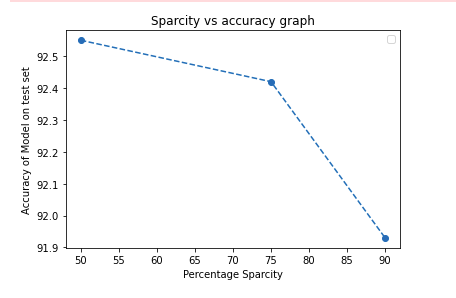 Sparcity vs accuracy graph
92.5
92.4
92.3
92.2
92.1
92.0
91.9
Accuracy of Model on test set
50 55 60 65 70 75 80 85 90
Percentage Sparcity